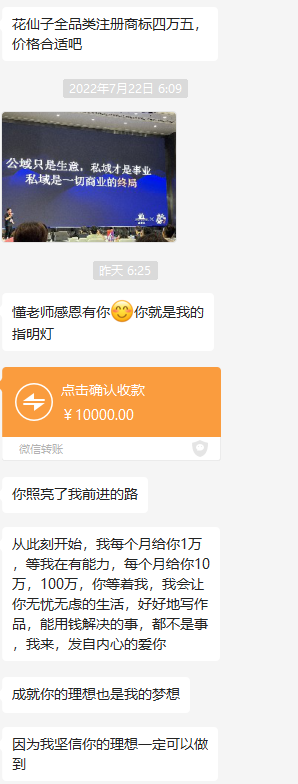 花仙子全品类注册商标四万五，
价格合适吧
2022年7月22日 6:09
公域只是生意，私域才是事业
私域是一切商业的终局
昨天 6:25
懂老师感恩有你😊你就是我的
指明灯
点击确认收款
￥10000.00
微信转账
你照亮了我前进的路
从此刻开始，我每个月给你1万
，等我在有能力，每个月给你10
万，100万，你等着我，我会让
你无忧无虑的生活，好好地写作
品，能用钱解决的事，都不是事
，我来，发自内心的爱你
成就你的理想也是我的梦想
因为我坚信你的理想一定可以做
到